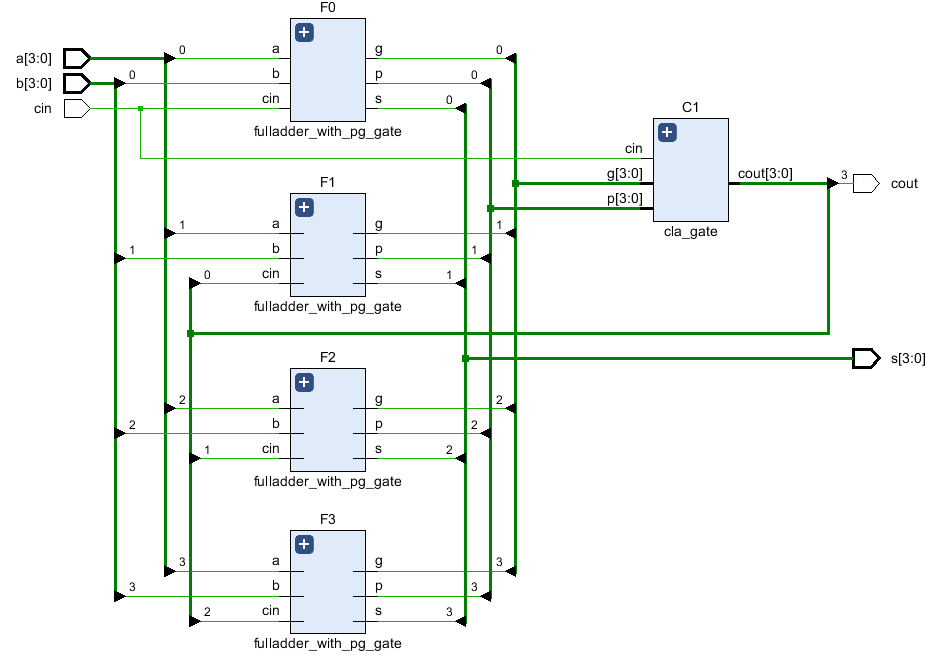 F0
a[3:0] 0 a g 0
b[3:0] 0 b p 0
cin cin s 0
fulladder_with_pg_gate
C1
cin
g[3:0] cout[3:0] 3 cout
p[3:0]
cla_gate
F1
1 a g 1
1 b p 1
0 cin s 1
fulladder_with_pg_gate
s[3:0]
F2
2 a g 2
2 b p 2
1 cin s 2
fulladder_with_pg_gate
F3
3 a g 3
3 b p 3
2 cin s 3
fulladder_with_pg_gate